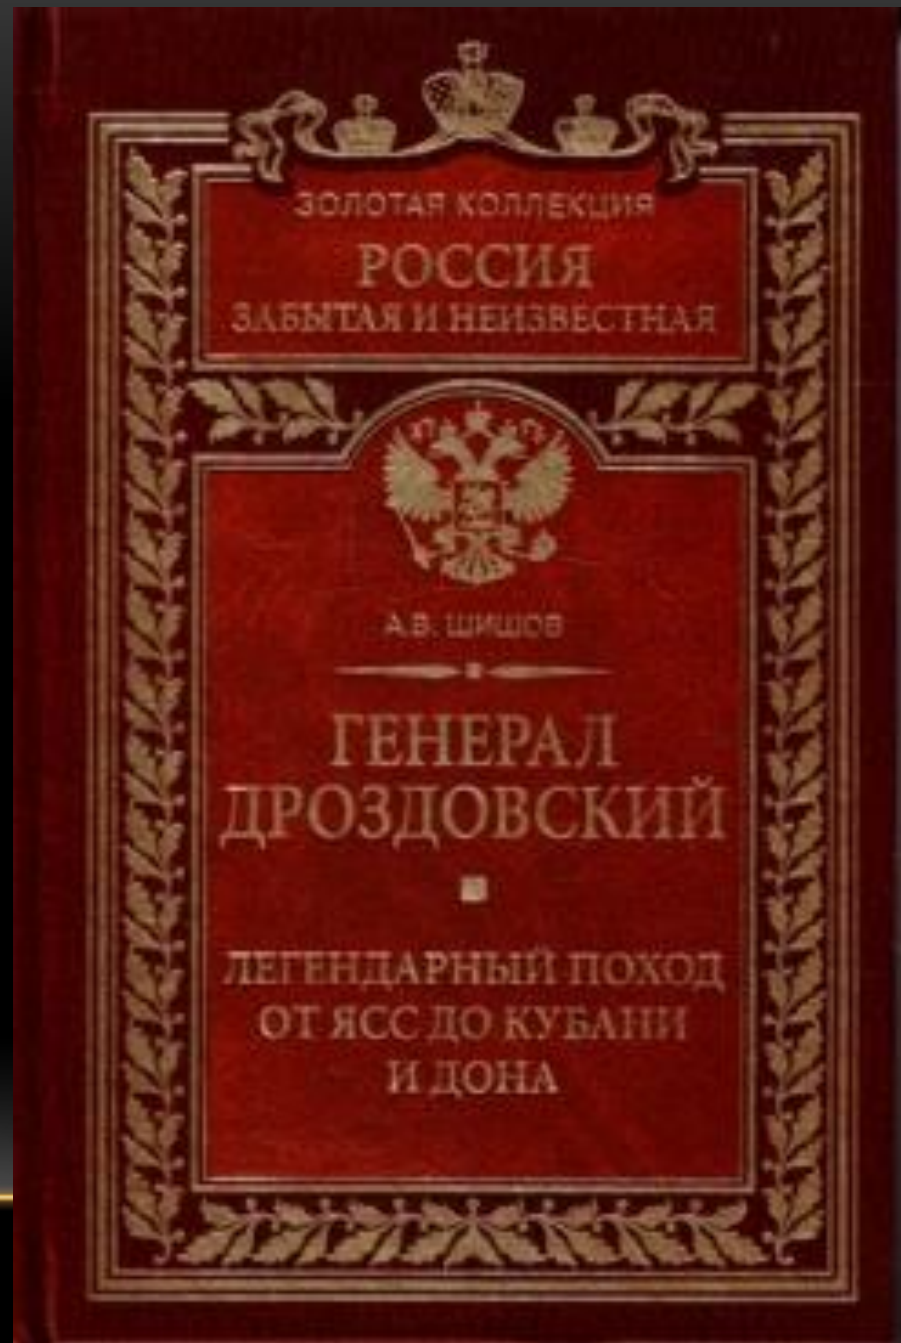 ЗОЛОТАЯ КОЛЛЕКЦИЯ
РОССИЯ
ЗАБЫТАЯ И НЕИЗВЕСТНАЯ
А.В. ШИШОВ
ГЕНЕРАЛ
ДРОЗДОВСКИЙ
ЛЕГЕНДАРНЫЙ ПОХОД
ОТ ЯСС ДО КУБАНИ
И ДОНА